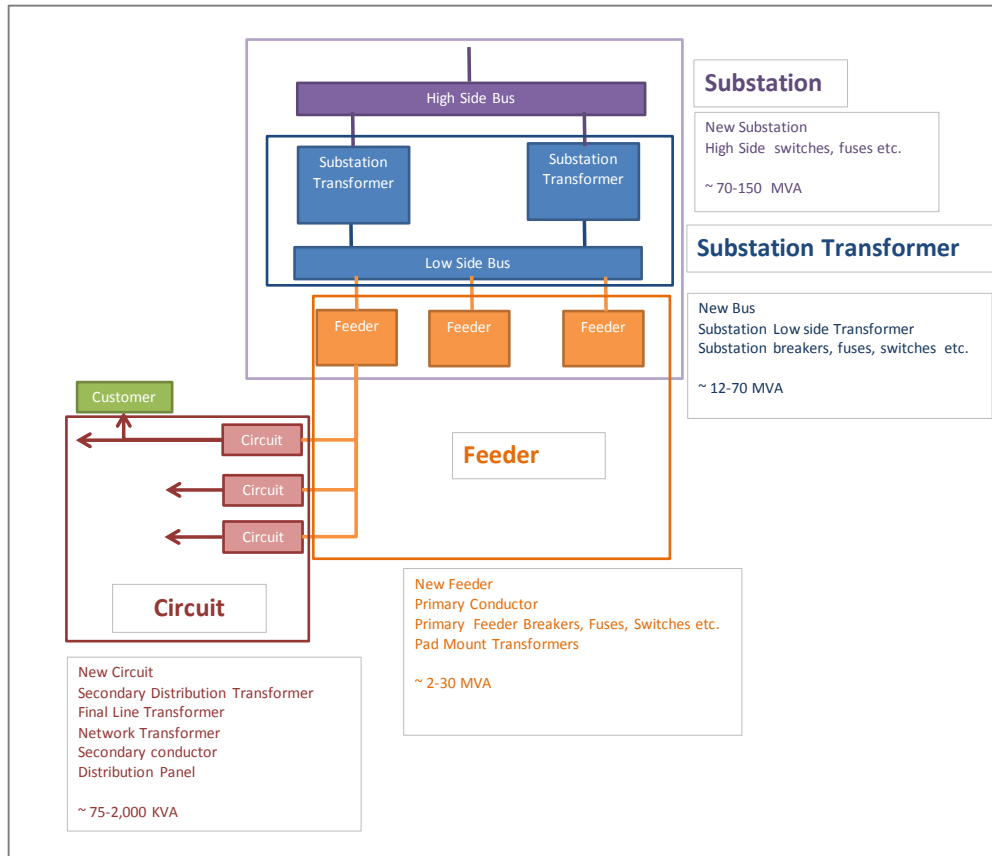 High Side Bus
Substation
Transformer
Substation
Transformer
Low Side Bus
Feeder
Feeder
Feeder
Substation
New Substation
High Side switches, fuses etc.
~ 70-150 MVA
Substation Transformer
New Bus
Substation Low side Transformer
Substation breakers, fuses, switches etc.
~ 12-70 MVA
Customer
Circuit
Circuit
Circuit
Feeder
Circuit
New Feeder
Primary Conductor
Primary Feeder Breakers, Fuses, Switches etc.
Pad Mount Transformers
~ 2-30 MVA
New Circuit
Secondary Distribution Transformer
Final Line Transformer
Network Transformer
Secondary conductor
Distribution Panel
~ 75-2,000 KVA